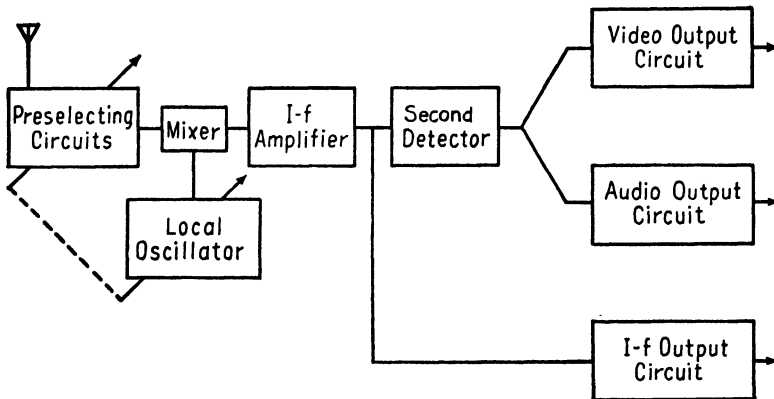 Preselecting
Circuits
Mixer
I-f
Amplifier
Second
Detector
Video Output
Circuit
Audio Output
Circuit
Local
Oscillator
I-f Output
Circuit